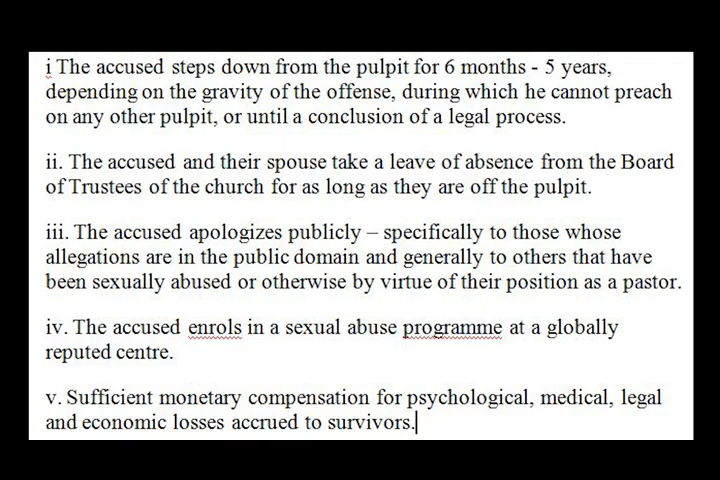 i The accused steps down from the pulpit for 6 months - 5 years,
depending on the gravity of the offense, during which he cannot preach
on any other pulpit, or until a conclusion of a legal process.
ii. The accused and their spouse take a leave of absence from the Board
of Trustees of the church for as long as they are off the pulpit.
iii. The accused apologizes publicly – specifically to those whose
allegations are in the public domain and generally to others that have
been sexually abused or otherwise by virtue of their position as a pastor.
iv. The accused enrols in a sexual abuse programme at a globally
reputed centre.
v. Sufficient monetary compensation for psychological, medical, legal
and economic losses accrued to survivors.